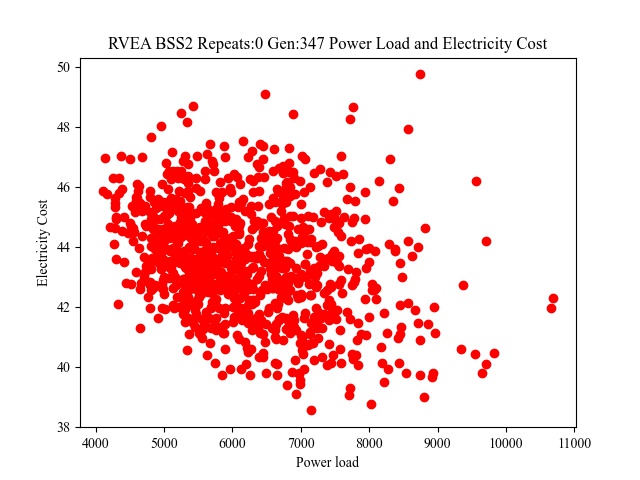 RVEA BSS2 Repeats:0 Gen:347 Power Load and Electricity Cost
50
48
46
44
42
40
38
Electricity Cost
4000 5000 6000 7000 8000 9000 10000 11000
Power load